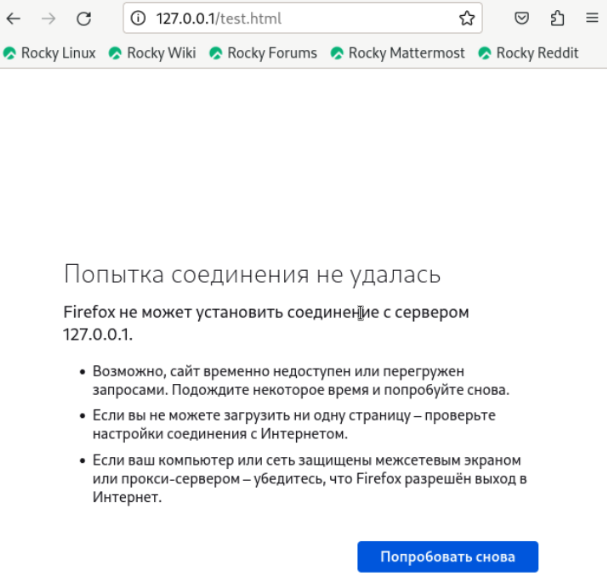 127.0.0.1/test.html
Rocky Linux Rocky Wiki Rocky Forums Rocky Mattermost Rocky Reddit
Попытка соединения не удалась
Firefox не может установить соединение с сервером
127.0.0.1.
• Возможно, сайт временно недоступен или перегружен
запросами. Подождите некоторое время и попробуйте снова.
• Если вы не можете загрузить ни одну страницу – проверьте
настройки соединения с Интернетом.
• Если ваш компьютер или сеть защищены межсетевым экраном
или прокси-сервером – убедитесь, что Firefox разрешён выход в
Интернет.
Попробовать снова